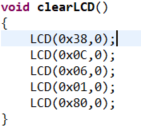 void clearLCD()
{
LCD(0x38,0);
LCD(0x0C,0);
LCD(0x06,0);
LCD(0x01,0);
LCD(0x80,0);
}